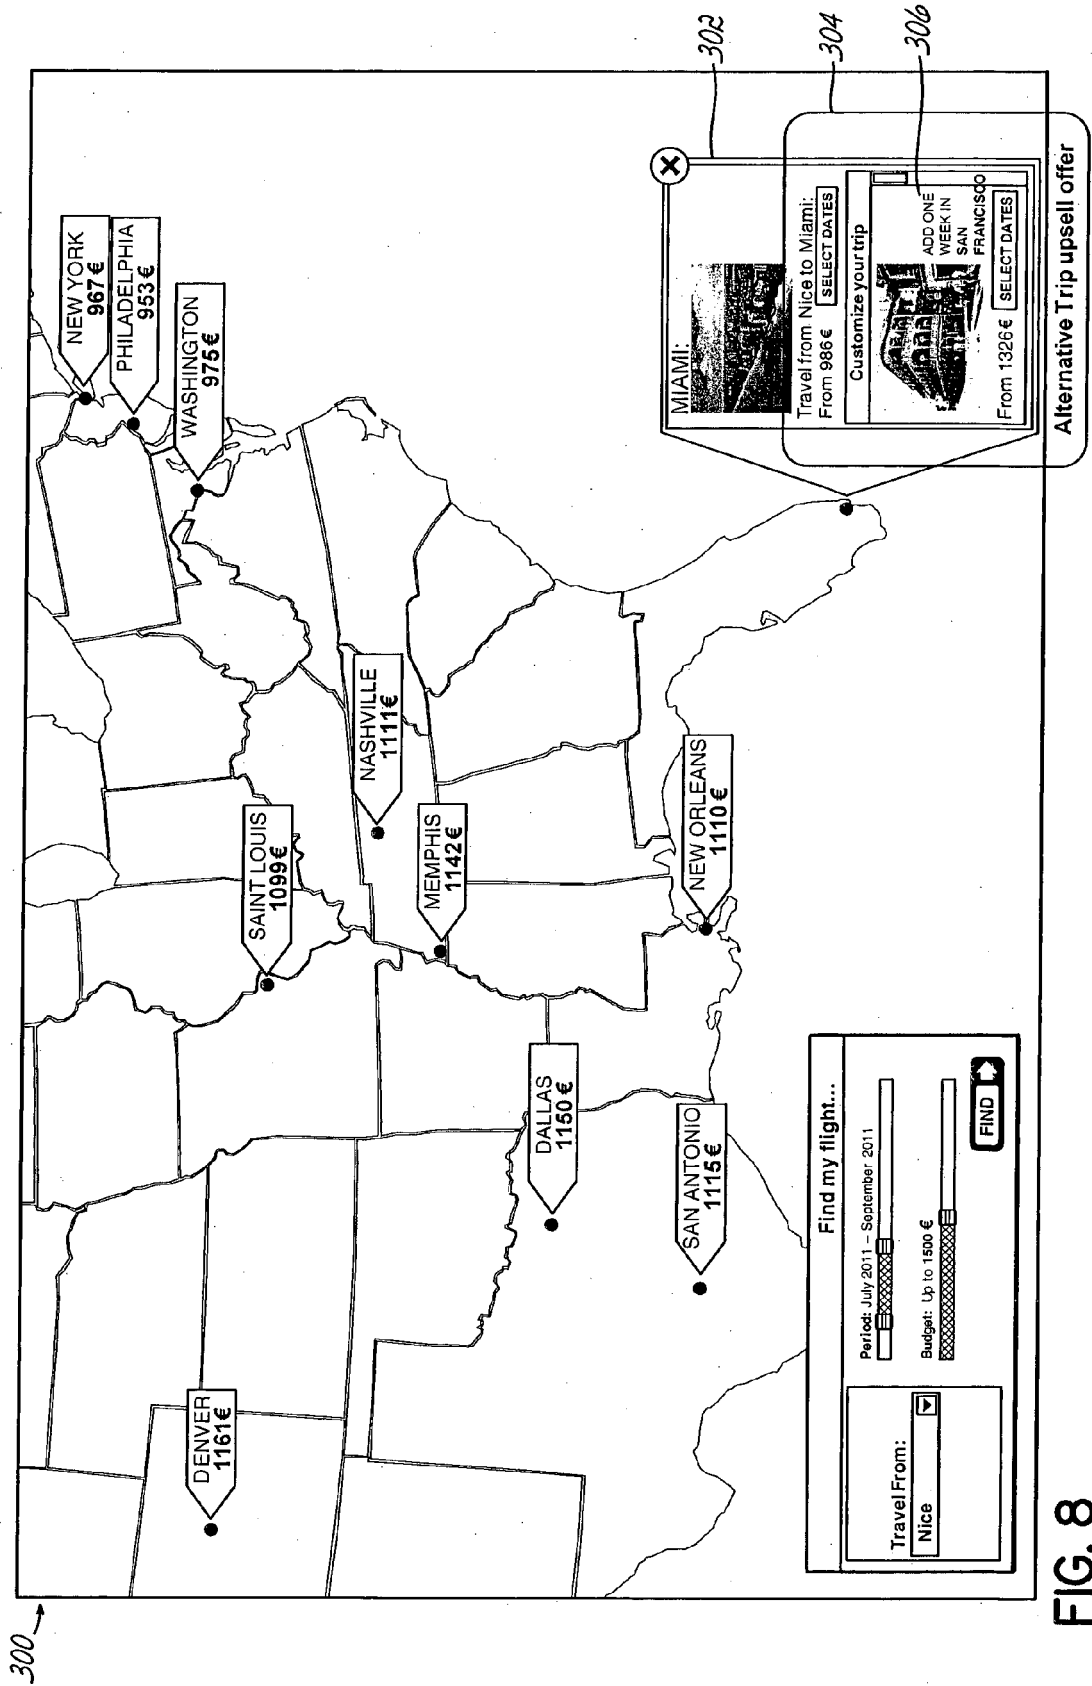 300
NEW YORK
967€
PHILADELPHIA
953€
WASHINGTON
975€
DENVER
1161€
SAINT LOUIS
1099€
NASHVILLE
1111€
MEMPHIS
1142€
DALLAS
1150 €
SAN ANTONIO
1115€
NEW ORLEANS
1110€
MIAMI:
X
Travel from Nice to Miami:
From 986€ SELECT DATES
Customize your trip
ADD ONE
WEEK IN
SAN
FRANCISCO
From 1326€ SELECT DATES
Alternative Trip upsell offer
302
304
306
Find my flight...
Travel From:
Nice
Period: July 2011 – September 2011
Budget: Up to 1500 €
FIND
FIG. 8